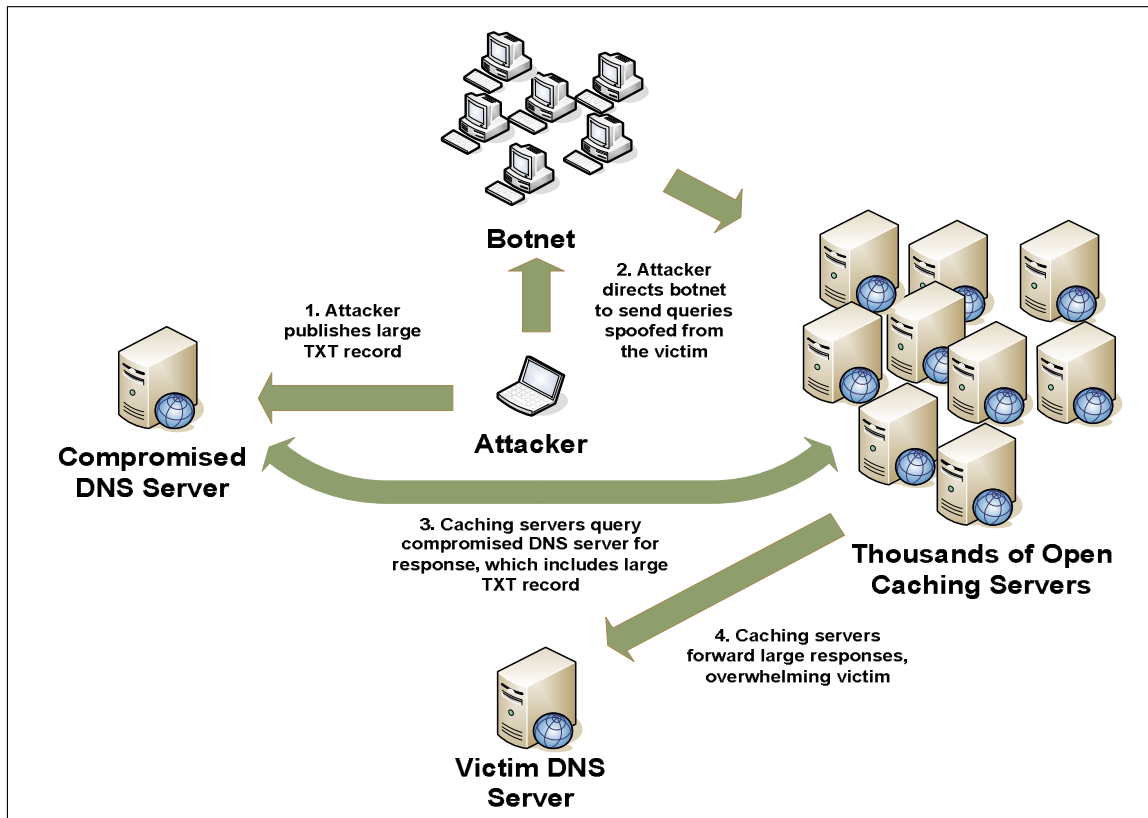 Botnet
1. Attacker
publishes large
TXT record
2. Attacker
directs botnet
to send queries
spoofed from
the victim
Compromised
DNS Server
Attacker
3. Caching servers query
compromised DNS server for
response, which includes large
TXT record
Thousands of Open
Caching Servers
4. Caching servers
forward large responses,
overwhelming victim
Victim DNS
Server